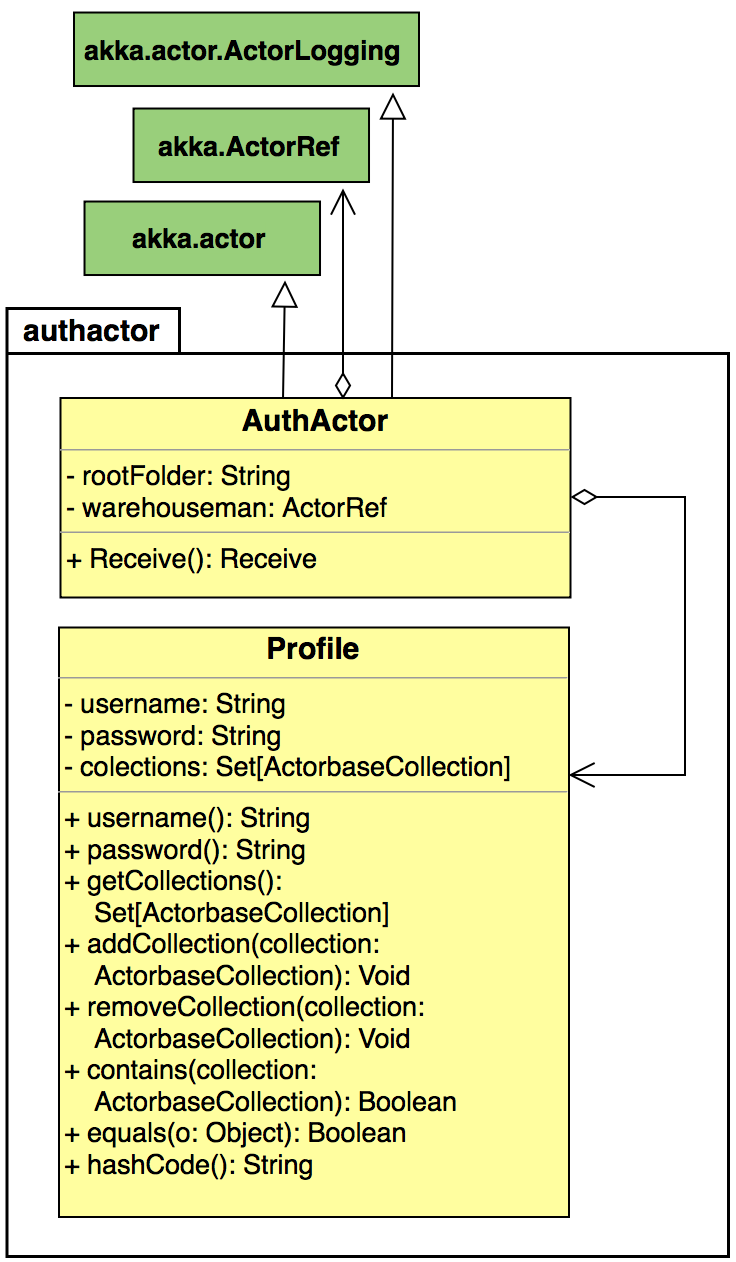 akka.actor.ActorLogging
akka.ActorRef
akka.actor
authactor
AuthActor
- rootFolder: String
- warehouseman: ActorRef
+ Receive(): Receive
Profile
- username: String
- password: String
- colections: Set[ActorbaseCollection]
+ username(): String
+ password(): String
+ getCollections():
Set[ActorbaseCollection]
+ addCollection(collection:
ActorbaseCollection): Void
+ removeCollection(collection:
ActorbaseCollection): Void
+ contains(collection:
ActorbaseCollection): Boolean
+ equals(o: Object): Boolean
+ hashCode(): String